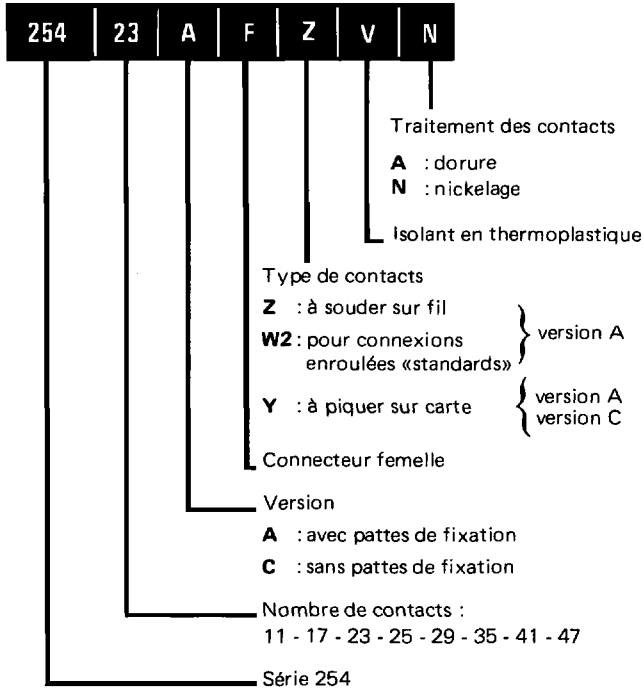 254 23 A F Z V N
Traitement des contacts
A : dorure
N : nickelage
Isolant en thermoplastique
Type de contacts
Z : à souder sur fil
W2 : pour connexions
enroulées «standards»
version A
Y : à piquer sur carte
version A
version C
Connecteur femelle
Version
A : avec pattes de fixation
C : sans pattes de fixation
Nombre de contacts :
11 - 17 - 23 - 25 - 29 - 35 - 41 - 47
Série 254